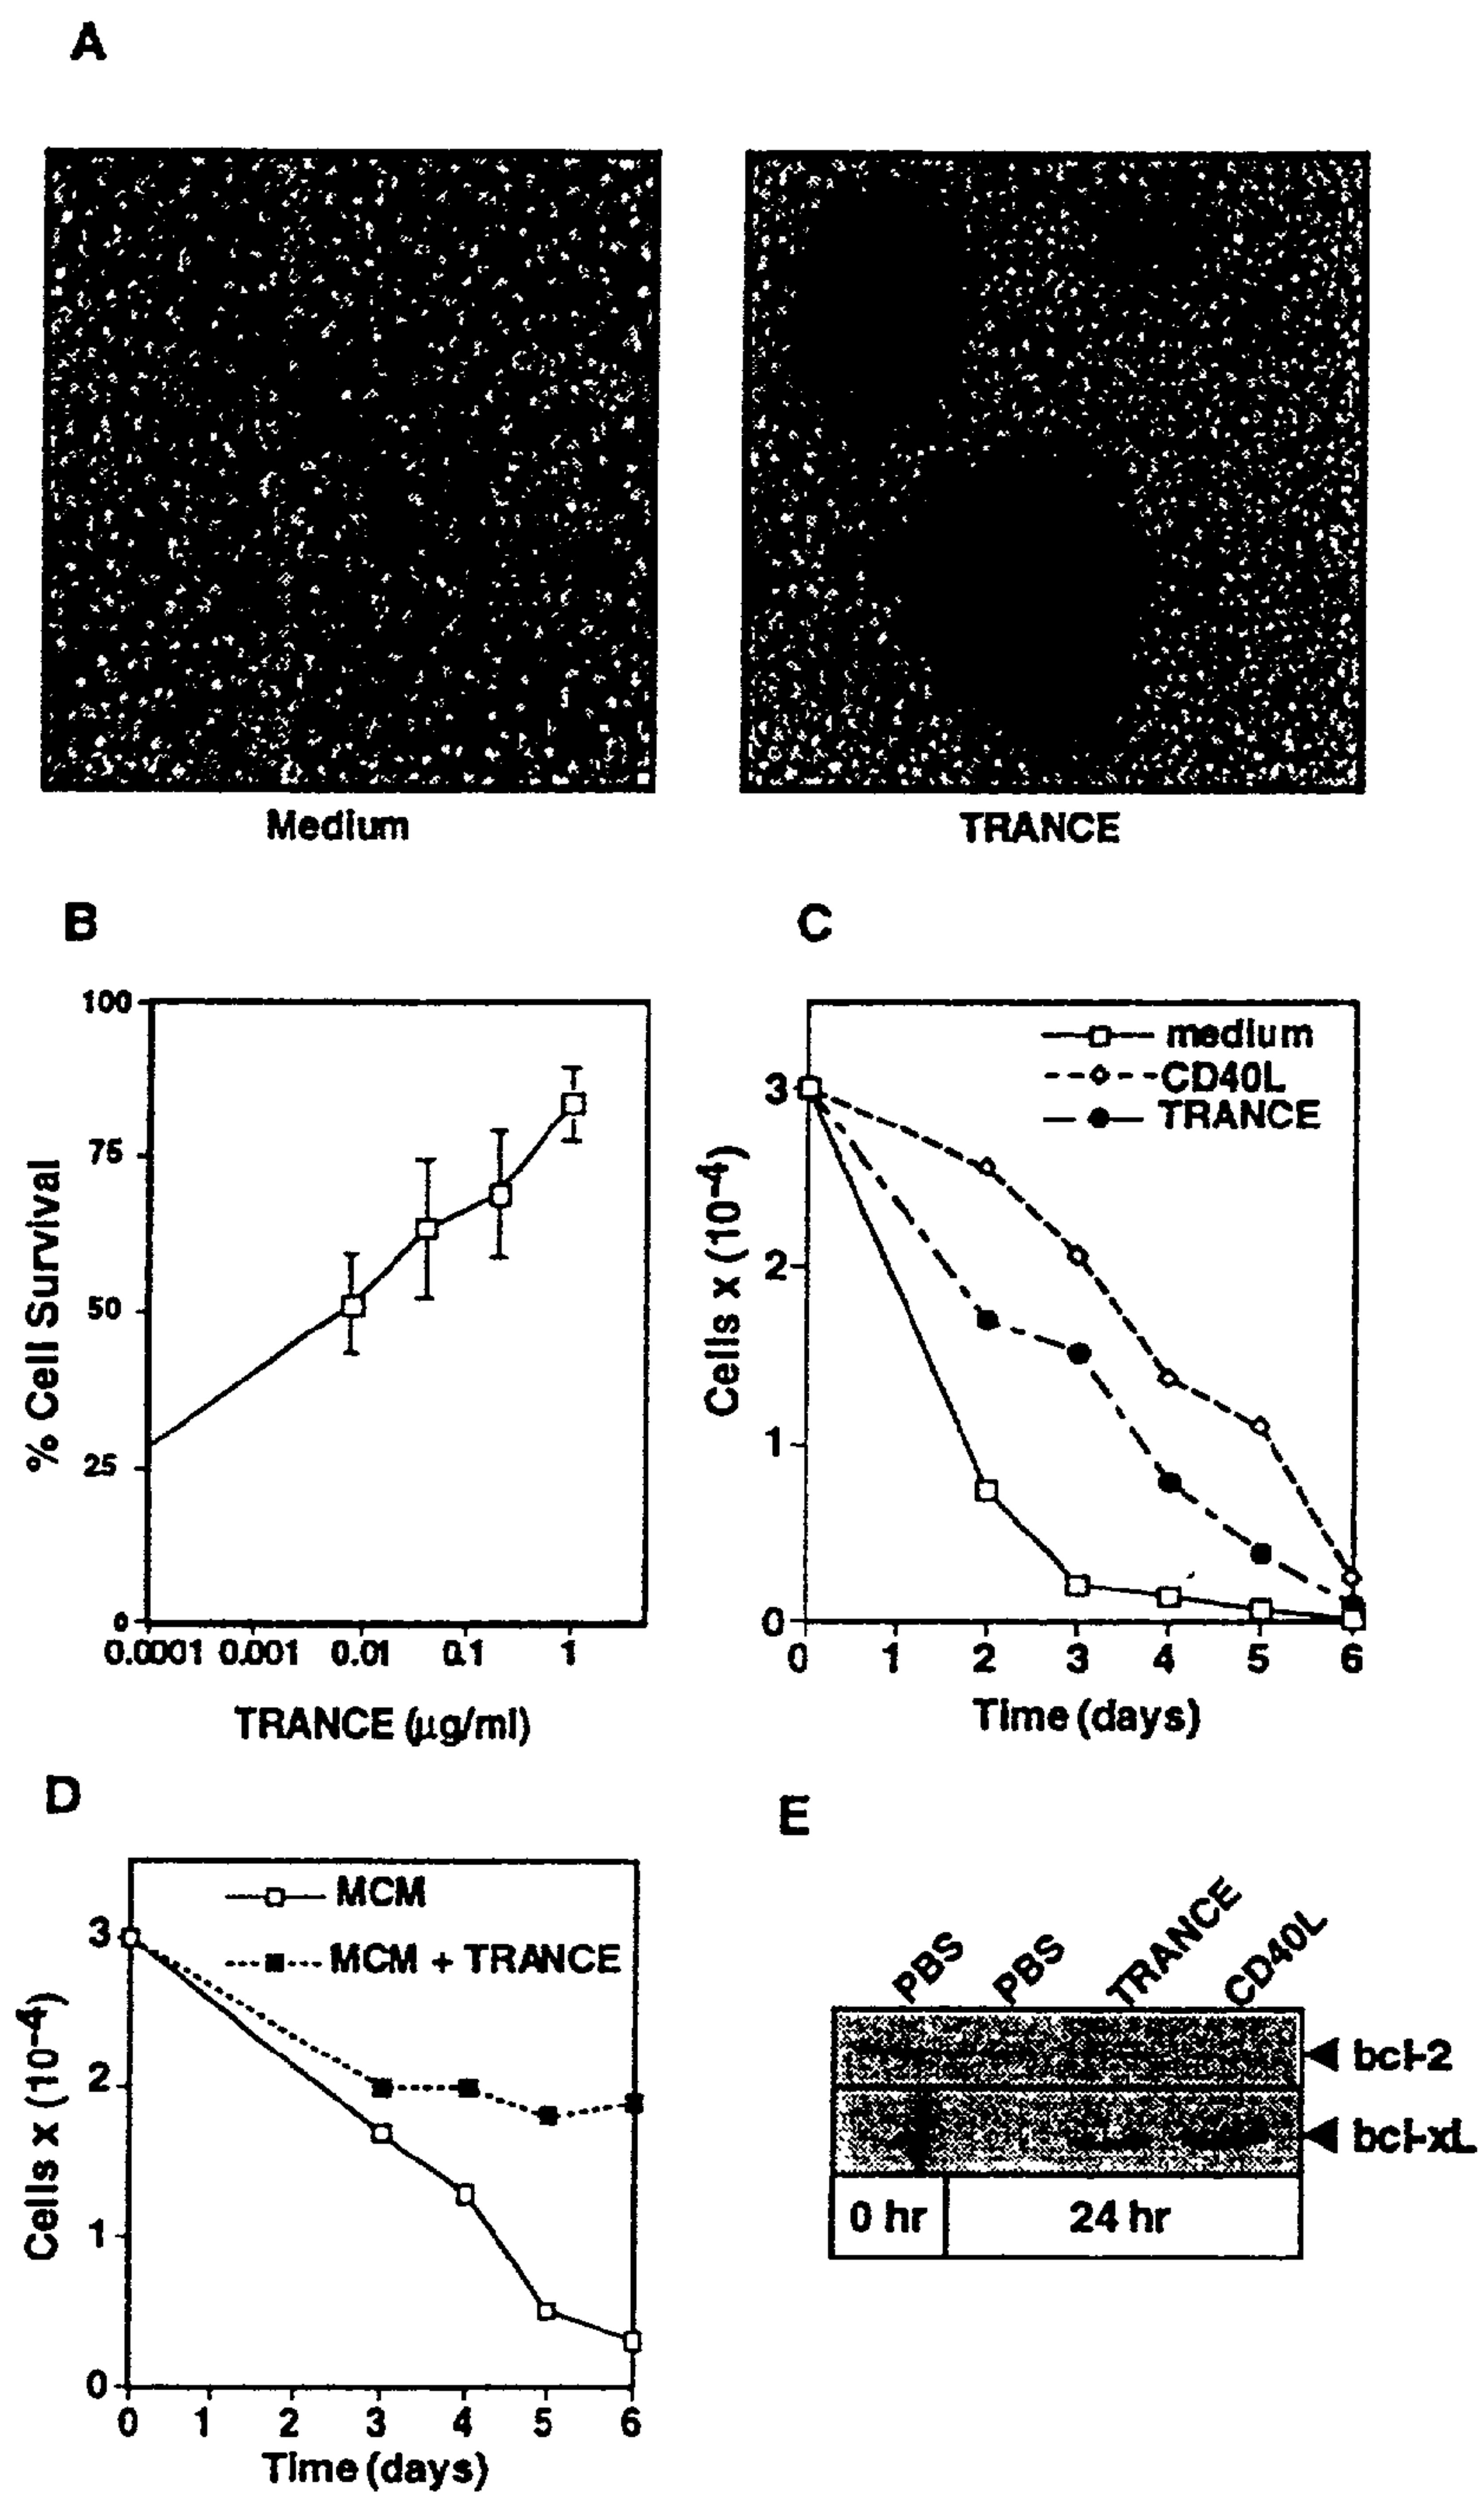 A
Medium
TRANCE
B
100
75
50
25
0
% Cell Survival
0.0001 0.001 0.01 0.1 1
TRANCE (µg/ml)
C
medium
CD40L
TRANCE
3
2
1
0
Cells x (10⁻⁴)
0 1 2 3 4 5 6
Time (days)
D
MCM
MCM + TRANCE
3
2
1
0
Cells x (10⁻⁴)
0 1 2 3 4 5 6
Time (days)
E
PBS PBS TRANCE CD40L
bcl-2
bcl-xL
0 hr 24 hr